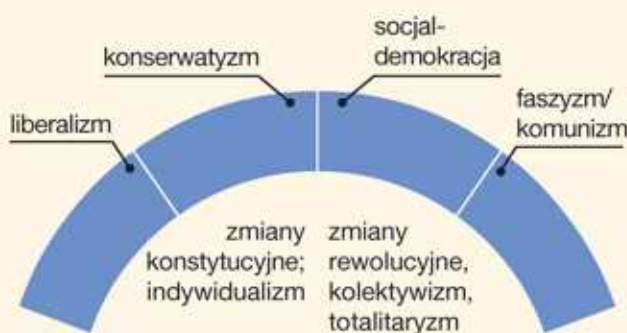 liberalizm
konserwatyzm
socjal-
demokracja
faszyzm/
komunizm
zmiany
konstytucyjne;
indywidualizm
zmiany
rewolucyjne,
kolektywizm,
totalitaryzm